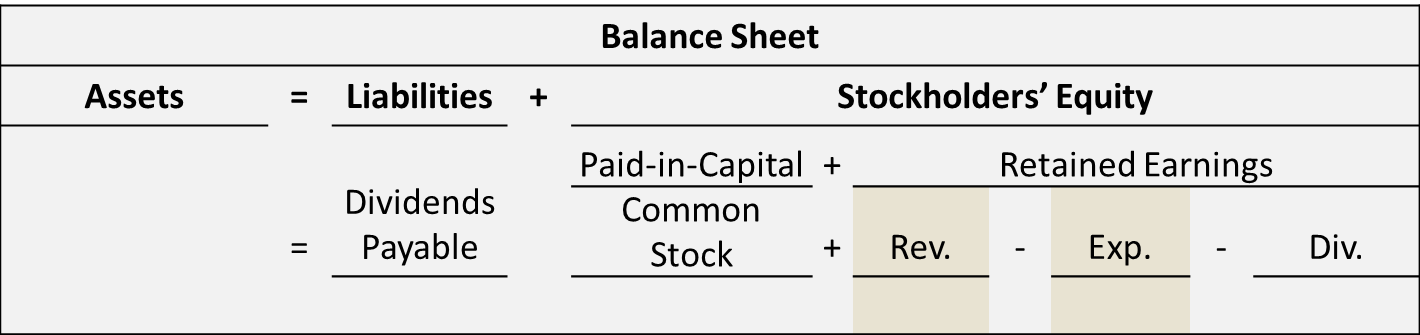 Balance Sheet
Assets = Liabilities + Stockholders’ Equity
Paid-in-Capital + Retained Earnings
Dividends Common
= Payable Stock + Rev. - Exp. - Div.